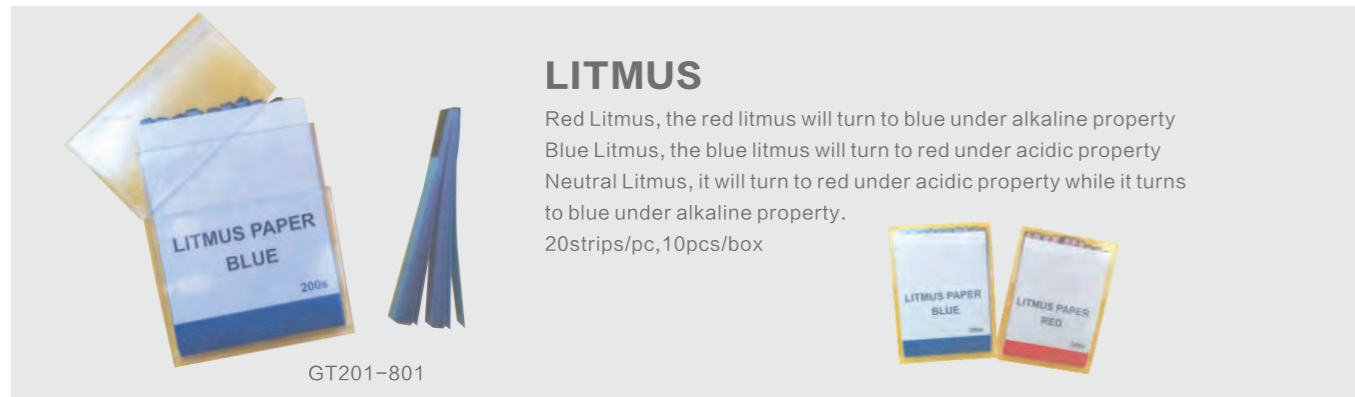 LITMUS
Red Litmus, the red litmus will turn to blue under alkaline property
Blue Litmus, the blue litmus will turn to red under acidic property
Neutral Litmus, it will turn to red under acidic property while it turns
to blue under alkaline property.
20strips/pc,10pcs/box
LITMUS PAPER
BLUE
200s
GT201-801
LITMUS PAPER
BLUE
200s
LITMUS PAPER
RED
200s